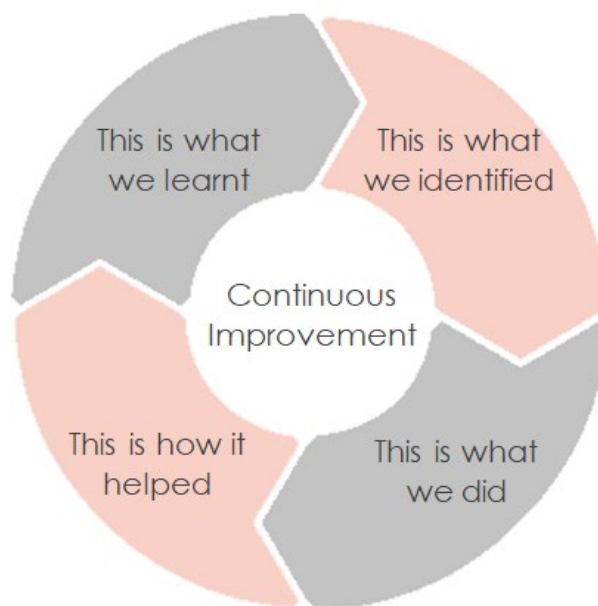 This is what
we learnt
This is what
we identified
Continuous
Improvement
This is how it
helped
This is what
we did